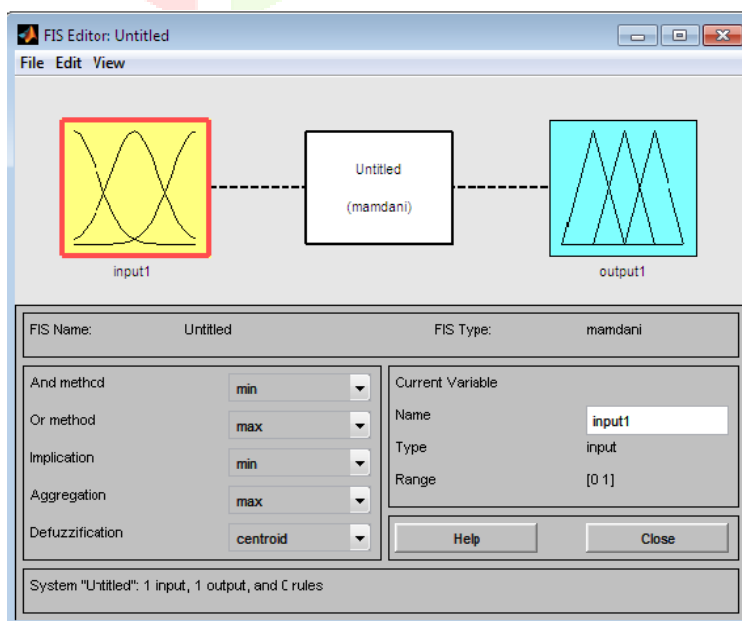 FIS Editor: Untitled
File Edit View
Untitled
(mamdani)
input1
output1
FIS Name: Untitled
FIS Type: mamdani
And method min
Or method max
Implication min
Aggregation max
Defuzzification centroid
Current Variable
Name input1
Type input
Range [0 1]
Help Close
System "Untitled": 1 input, 1 output, and 0 rules